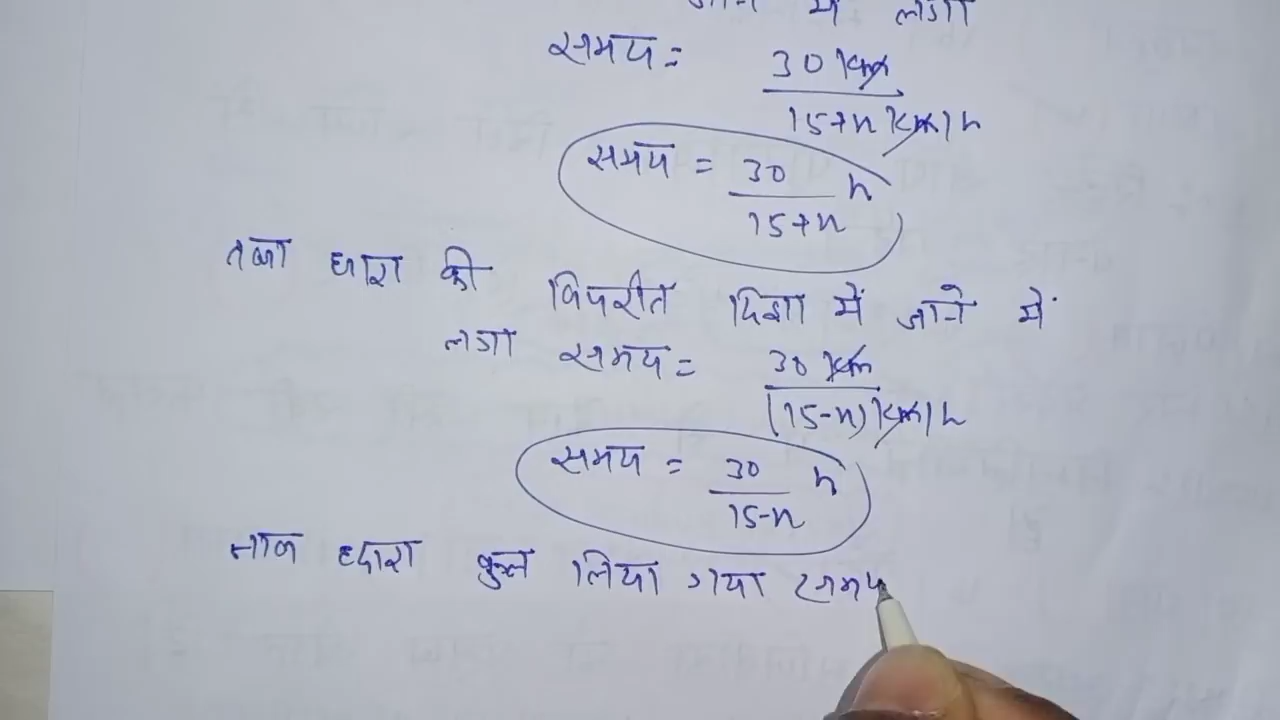 जाने में लगा
समय = 30 km
15+x km/h
समय = 30/15+x h
तथा धारा की विपरीत दिशा में जाने में
लगा समय = 30 km
(15-x) km/h
समय = 30/15-x h
नाव द्वारा कुल लिया गया समय